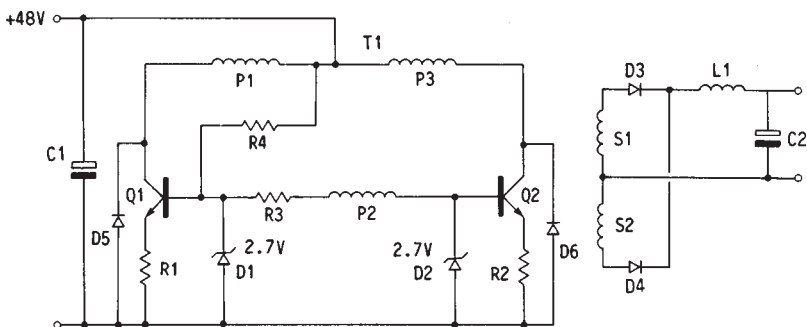 +48V
T1
P1
P3
D3
L1
R4
S1
C2
C1
Q1
Q2
R3
P2
S2
D5
2.7V
2.7V
D6
R1
D1
D2
R2
D4